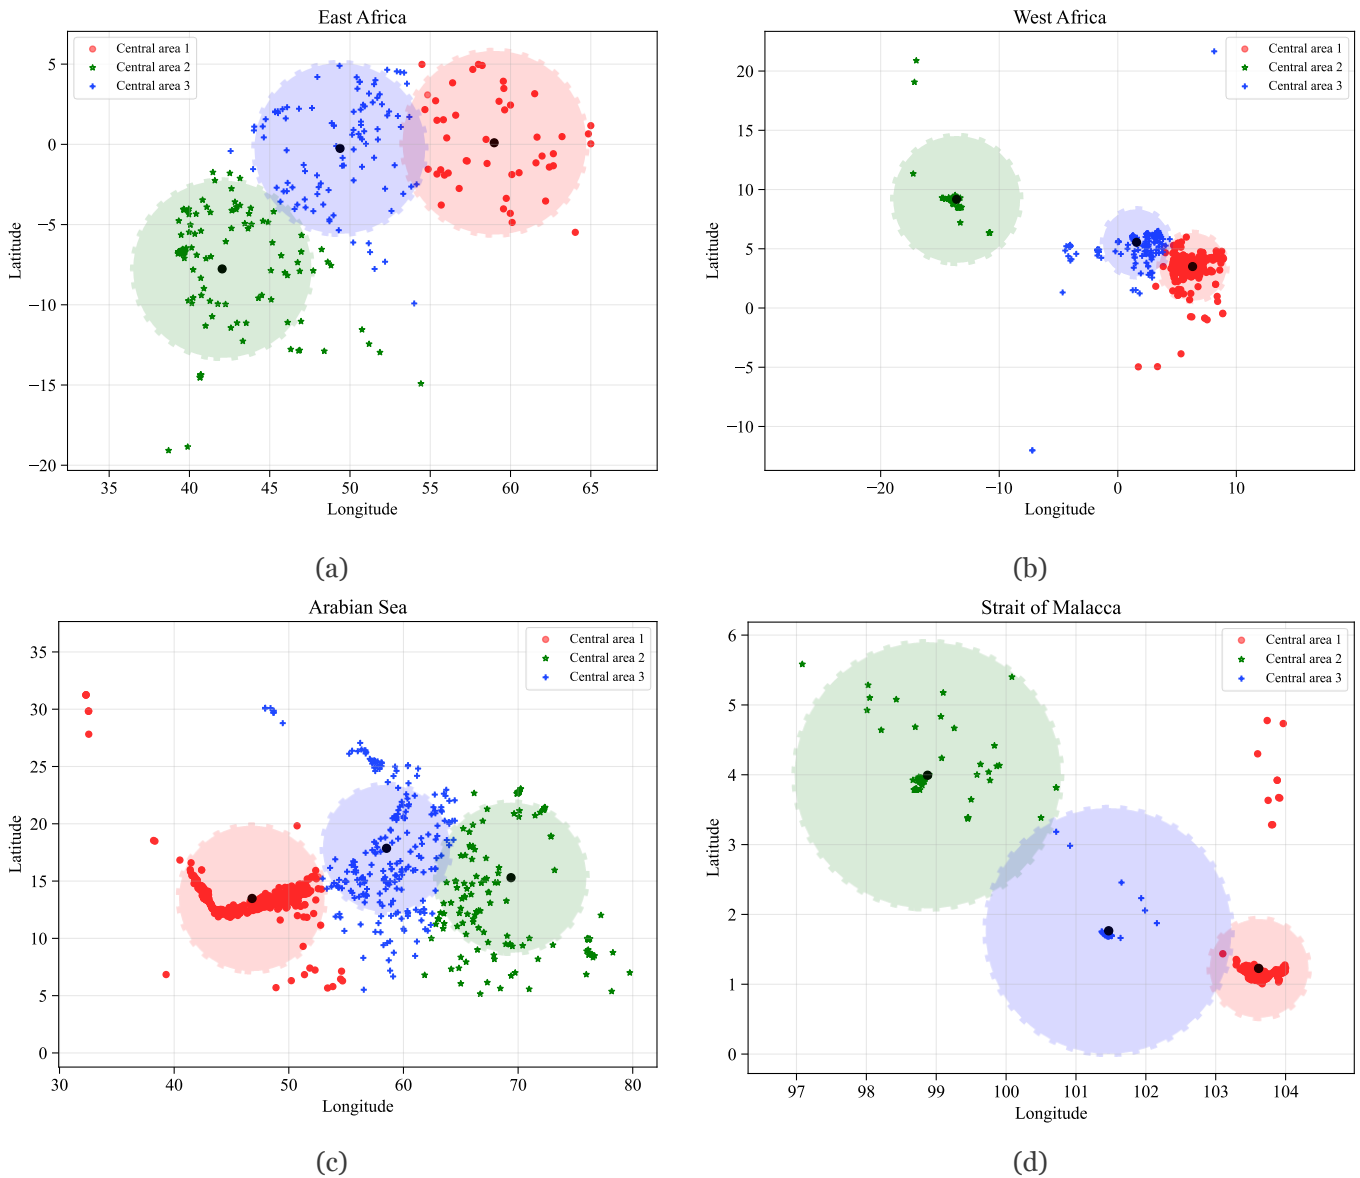 East Africa
Central area 1
Central area 2
Central area 3
5
0
−5
−10
−15
−20
Latitude
35 40 45 50 55 60 65
Longitude
(a)
West Africa
Central area 1
Central area 2
Central area 3
20
15
10
5
0
−5
−10
Latitude
−20 −10 0 10
Longitude
(b)
Arabian Sea
Central area 1
Central area 2
Central area 3
35
30
25
20
15
10
5
0
Latitude
30 40 50 60 70 80
Longitude
(c)
Strait of Malacca
Central area 1
Central area 2
Central area 3
6
5
4
3
2
1
0
Latitude
97 98 99 100 101 102 103 104
Longitude
(d)